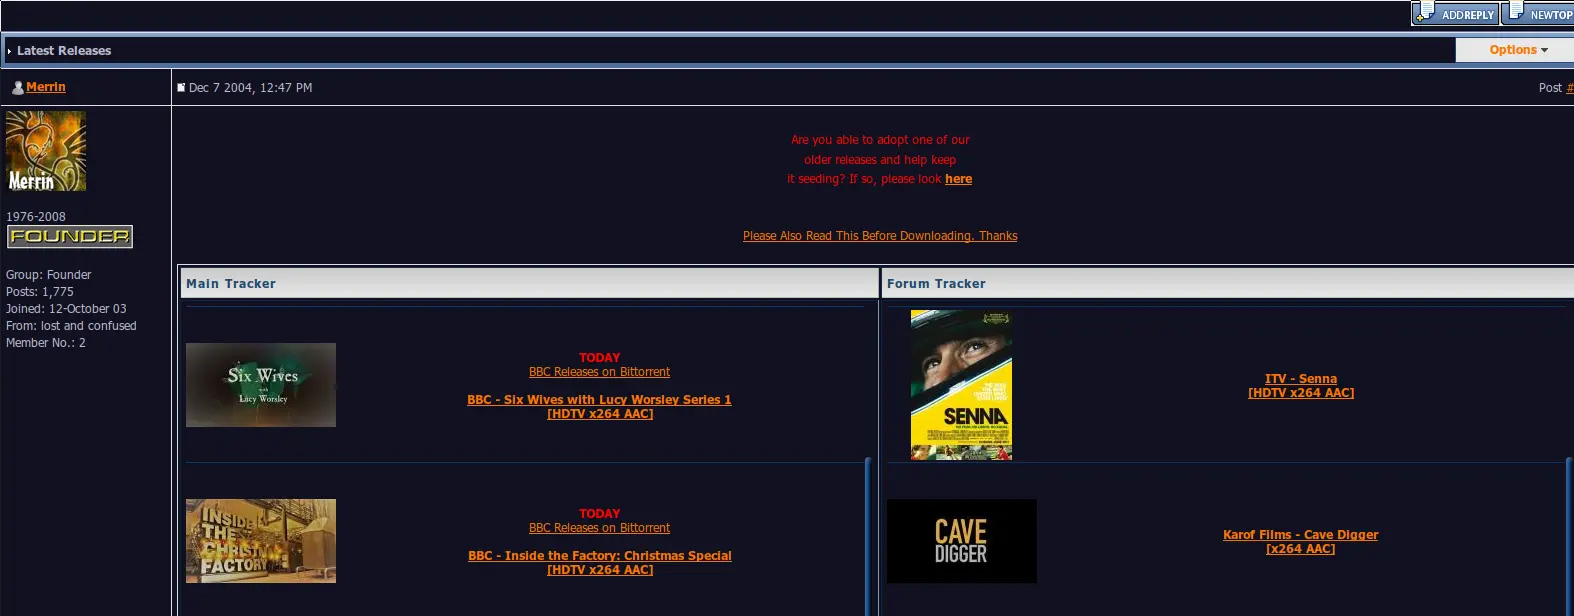 ADDREPLY
NEWTOP
Latest Releases
Options
Merrin
Dec 7 2004, 12:47 PM
Post #
Merrin
1976-2008
FOUNDER
Group: Founder
Posts: 1,775
Joined: 12-October 03
From: lost and confused
Member No.: 2
Are you able to adopt one of our
older releases and help keep
it seeding? If so, please look here
Please Also Read This Before Downloading. Thanks
Main Tracker
Six Wives
with
Lucy Worsley
TODAY
BBC Releases on Bittorrent
BBC - Six Wives with Lucy Worsley Series 1
[HDTV x264 AAC]
INSIDE
THE
CHRISTM
FACTORY
TODAY
BBC Releases on Bittorrent
BBC - Inside the Factory: Christmas Special
[HDTV x264 AAC]
Forum Tracker
SENNA
ITV - Senna
[HDTV x264 AAC]
CAVE
DIGGER
Karof Films - Cave Digger
[x264 AAC]